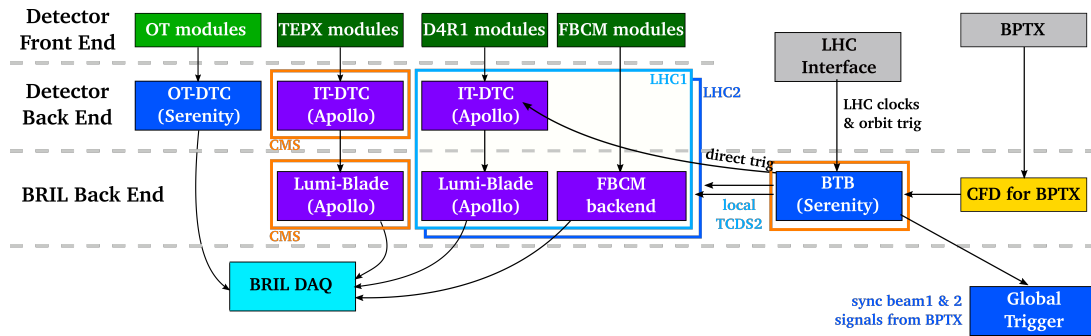 Detector
Front End
OT modules
TEPX modules
D4R1 modules
FBCM modules
LHC
Interface
BPTX
Detector
Back End
OT-DTC
(Serenity)
IT-DTC
(Apollo)
CMS
IT-DTC
(Apollo)
LHC1
LHC2
LHC clocks
& orbit trig
direct trig
BRIL Back End
Lumi-Blade
(Apollo)
CMS
Lumi-Blade
(Apollo)
FBCM
backend
local
TCDS2
BTB
(Serenity)
CFD for BPTX
BRIL DAQ
sync beam1 & 2
signals from BPTX
Global
Trigger